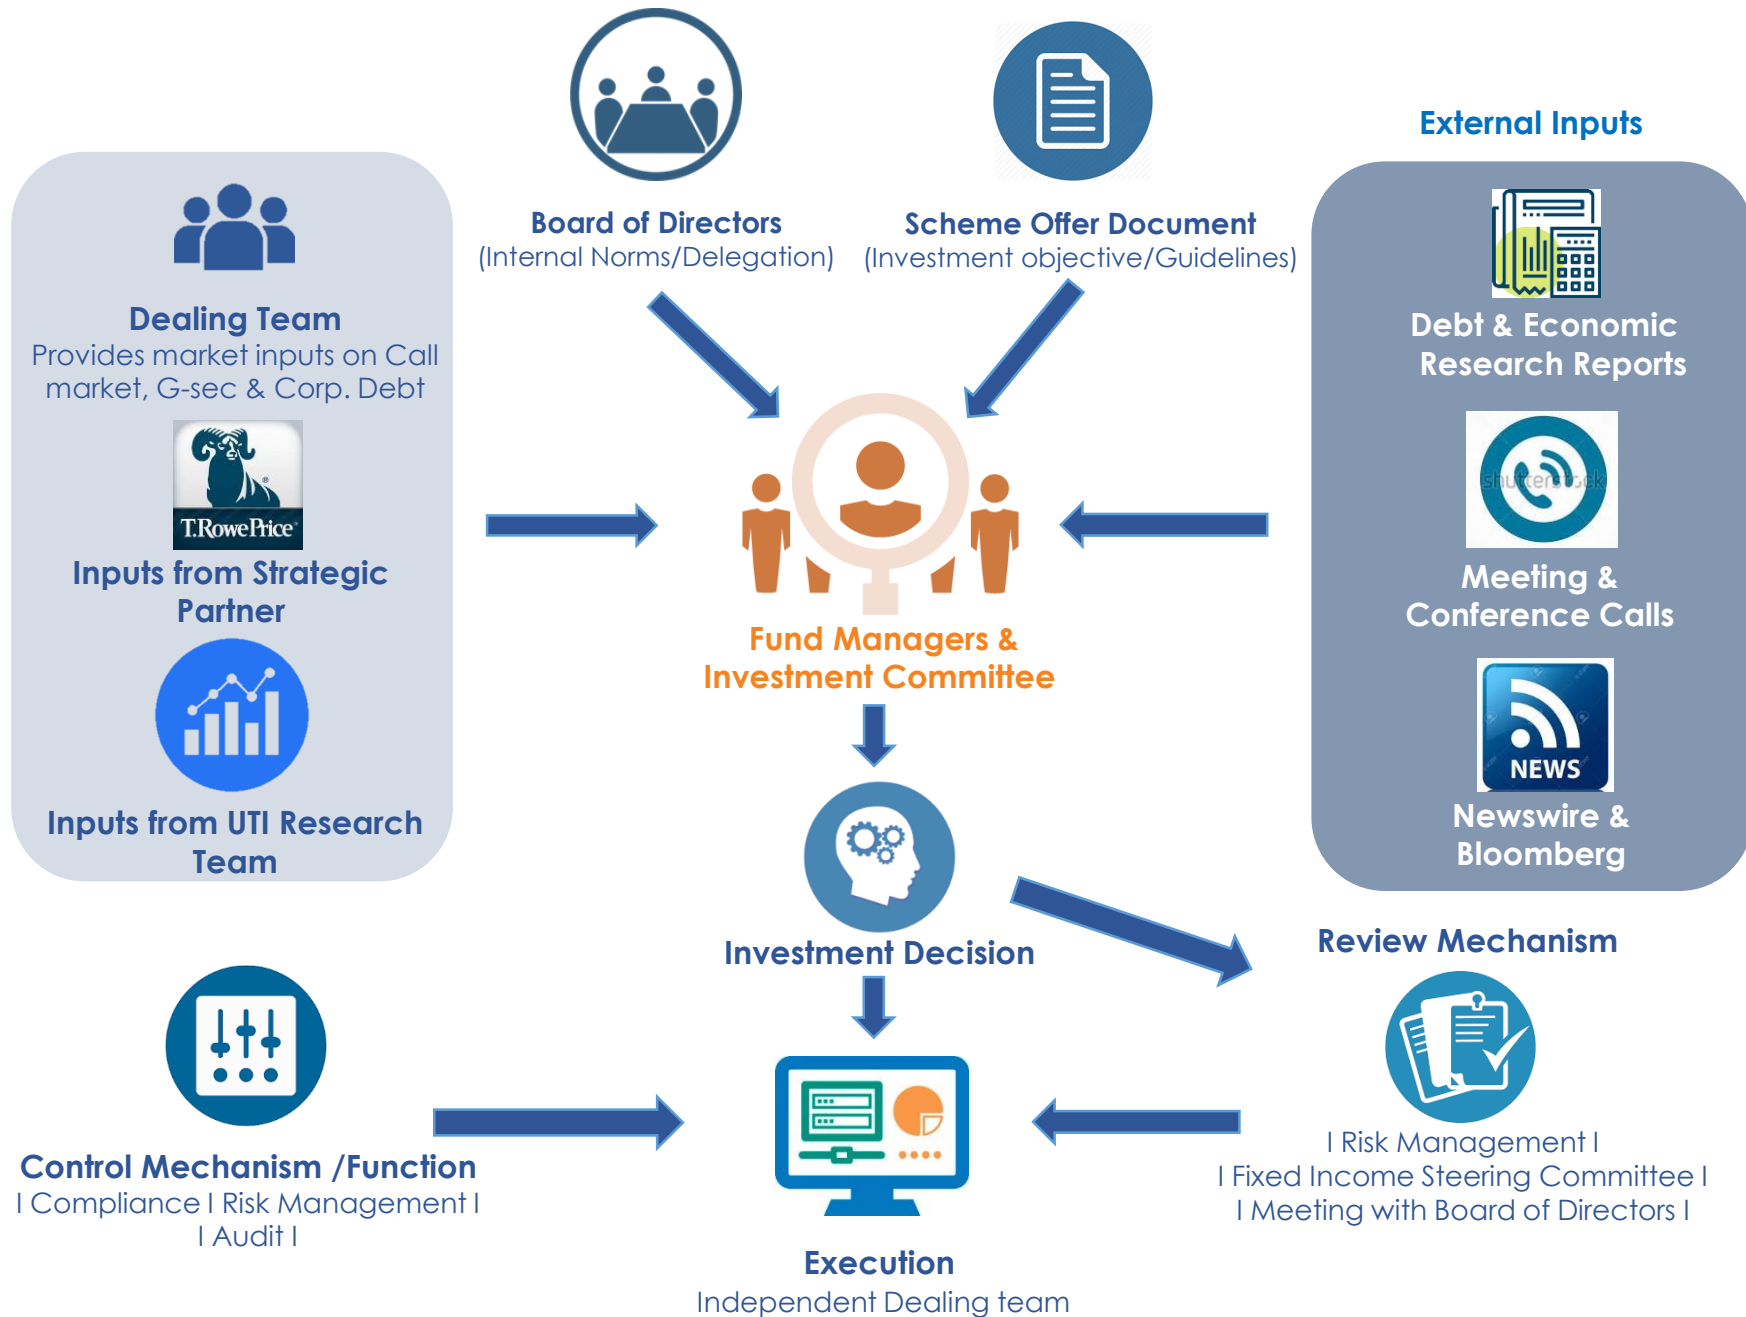 Board of Directors
(Internal Norms/Delegation)
Scheme Offer Document
(Investment objective/Guidelines)
External Inputs
Dealing Team
Provides market inputs on Call
market, G-sec & Corp. Debt
T.RowePrice
Inputs from Strategic
Partner
Inputs from UTI Research
Team
Debt & Economic
Research Reports
shutterstock
Meeting &
Conference Calls
NEWS
Newswire &
Bloomberg
Fund Managers &
Investment Committee
Investment Decision
Review Mechanism
I Risk Management I
I Fixed Income Steering Committee I
I Meeting with Board of Directors I
Control Mechanism /Function
I Compliance I Risk Management I
I Audit I
Execution
Independent Dealing team